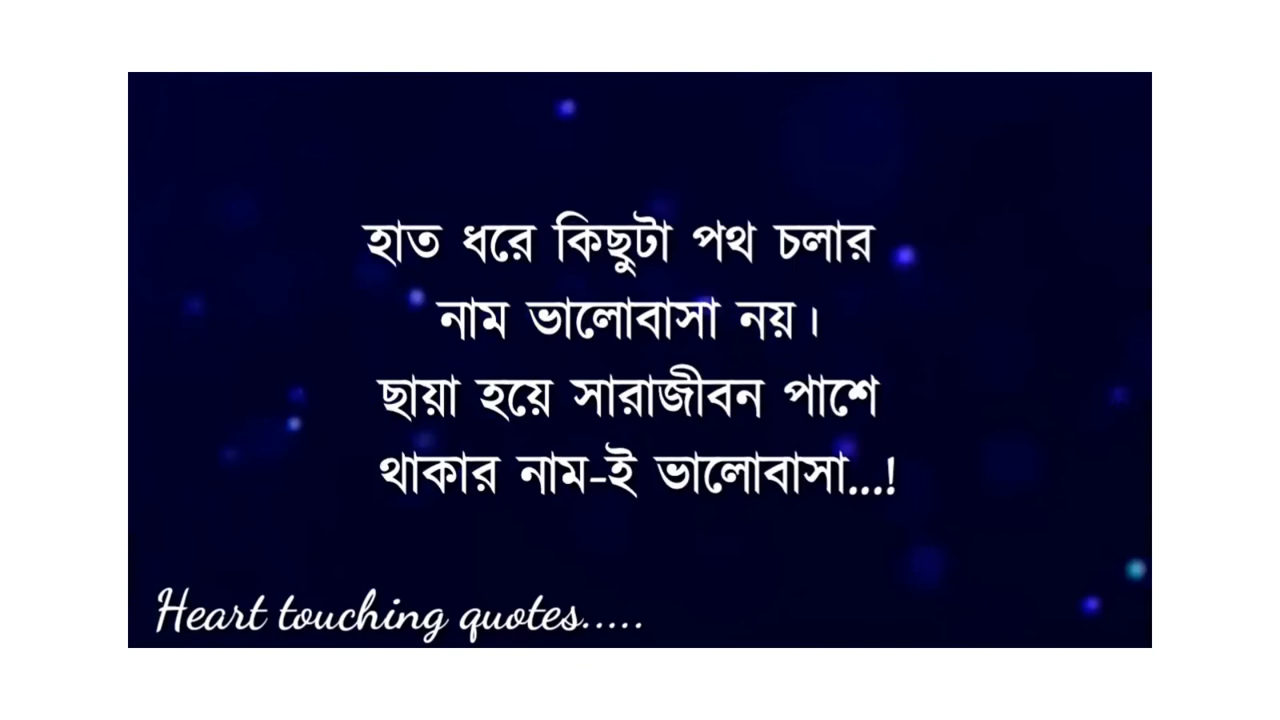 হাত ধরে কিছুটা পথ চলার
নাম ভালোবাসা নয়।
ছায়া হয়ে সারাজীবন পাশে
থাকার নাম-ই ভালোবাসা...!
Heart touching quotes.....